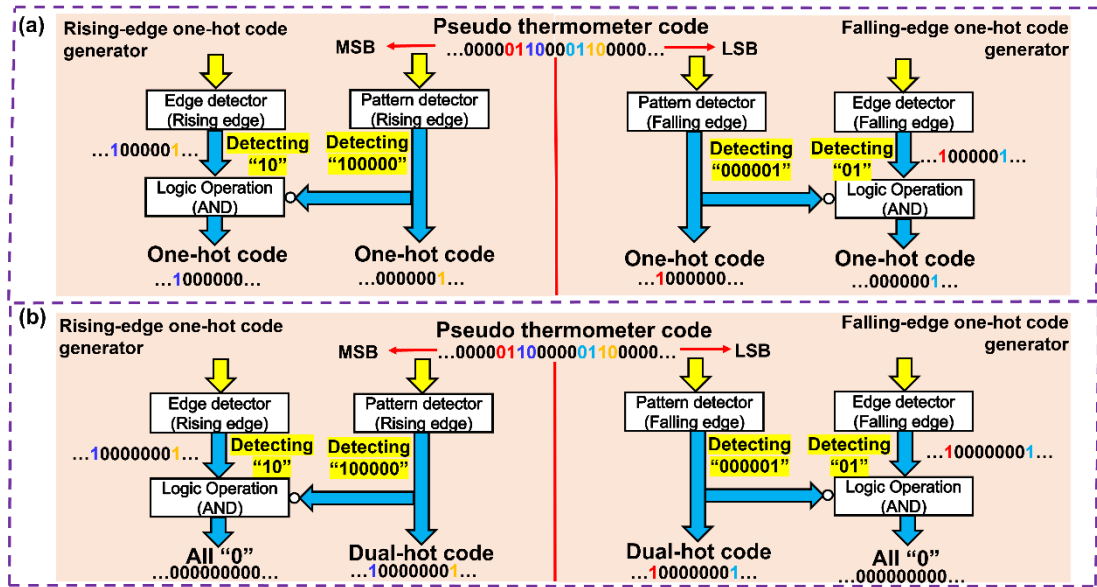 (a)
Rising-edge one-hot code generator
Pseudo thermometer code
MSB
…000001100001100000…
LSB
Falling-edge one-hot code generator
Edge detector
(Rising edge)
Pattern detector
(Rising edge)
Pattern detector
(Falling edge)
Edge detector
(Falling edge)
…1000001…
Detecting
“10”
Detecting
“100000”
Detecting
“000001”
Detecting
“01”
…1000001…
Logic Operation
(AND)
Logic Operation
(AND)
One-hot code
…1000000…
One-hot code
…0000001…
One-hot code
…1000000…
One-hot code
…0000001…
(b)
Rising-edge one-hot code
generator
Pseudo thermometer code
MSB
…00000110000001100000…
LSB
Falling-edge one-hot code
generator
Edge detector
(Rising edge)
Pattern detector
(Rising edge)
Pattern detector
(Falling edge)
Edge detector
(Falling edge)
…100000001…
Detecting
“10”
Detecting
“100000”
Detecting
“000001”
Detecting
“01”
…100000001…
Logic Operation
(AND)
Logic Operation
(AND)
All “0”
…000000000…
Dual-hot code
…100000001…
Dual-hot code
…100000001…
All “0”
…000000000…